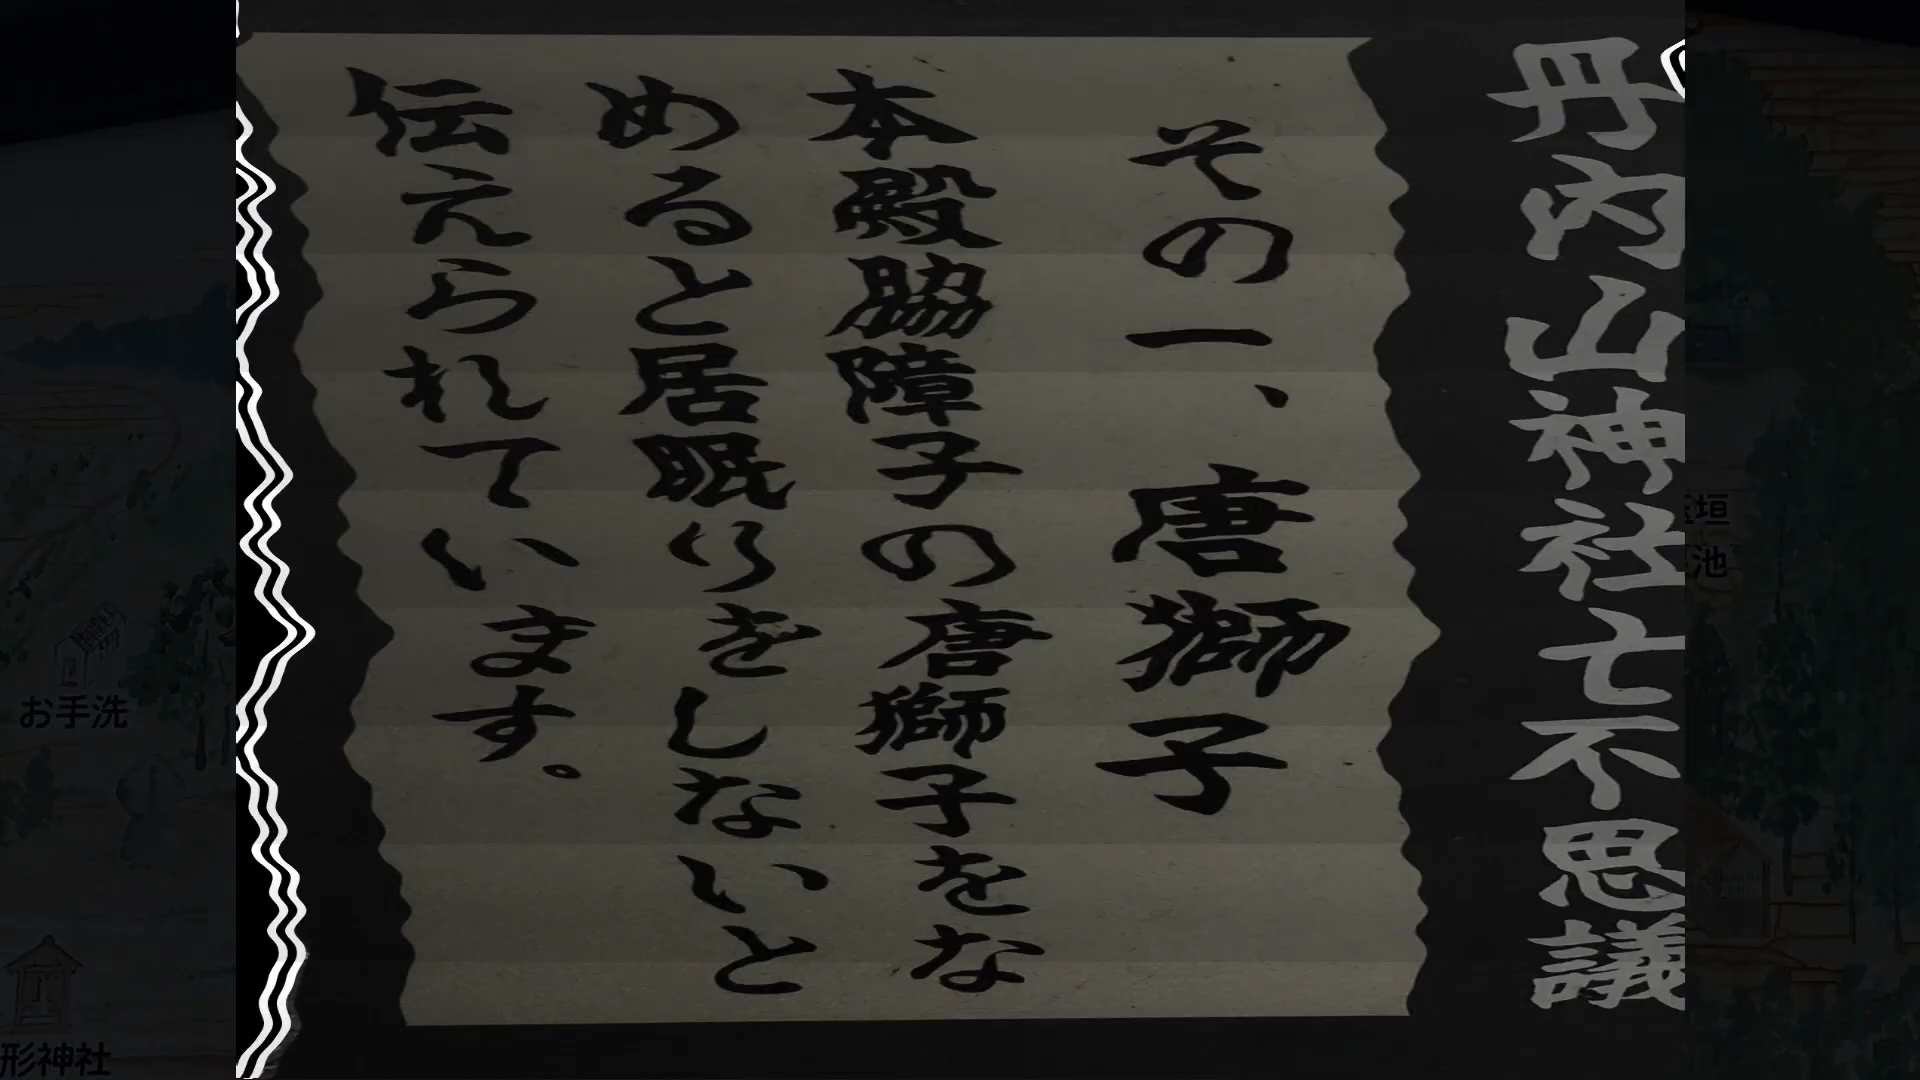 丹内山神社七不思議
その一、唐獅子
本殿脇障子の唐獅子をな
めると居眠りをしないと
伝えられています。
垣
池
お手洗
形神社